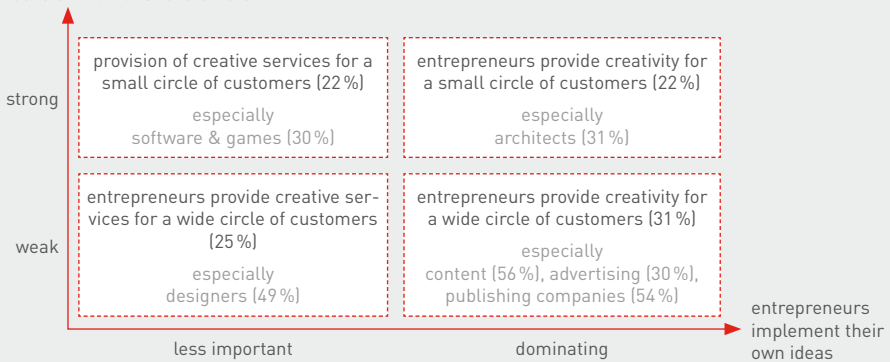 provision of creative services for a
small circle of customers (22 %)
especially
software & games (30 %)
entrepreneurs provide creativity for
a small circle of customers (22 %)
especially
architects (31 %)
strong
entrepreneurs provide creative ser-
vices for a wide circle of customers
(25 %)
especially
designers (49 %)
entrepreneurs provide creativity for
a wide circle of customers (31 %)
especially
content (56 %), advertising (30 %),
publishing companies (54 %)
weak
less important
dominating
entrepreneurs
implement their
own ideas